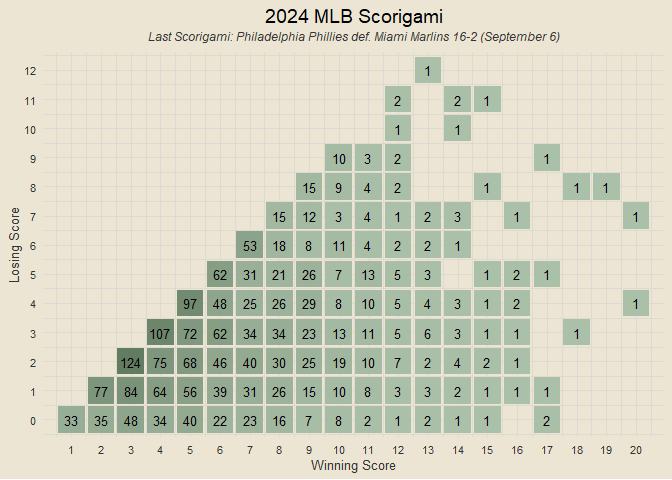 2024 MLB Scorigami
Last Scorigami: Philadelphia Phillies def. Miami Marlins 16-2 (September 6)
12 1
11 2 2 1
10 1 1
9 10 3 2 1
8 15 9 4 2 1 1 1
7 15 12 3 4 1 2 3 1 1
6 53 18 8 11 4 2 2 1
5 62 31 21 26 7 13 5 3 1 2 1
4 97 48 25 26 29 8 10 5 4 3 1 2 1
3 107 72 62 34 34 23 13 11 5 6 3 1 1 1
2 124 75 68 46 40 30 25 19 10 7 2 4 2 1
1 77 84 64 56 39 31 26 15 10 8 3 3 2 1 1 1
0 33 35 48 34 40 22 23 16 7 8 2 1 2 1 1 2
1 2 3 4 5 6 7 8 9 10 11 12 13 14 15 16 17 18 19 20
Winning Score
Losing Score